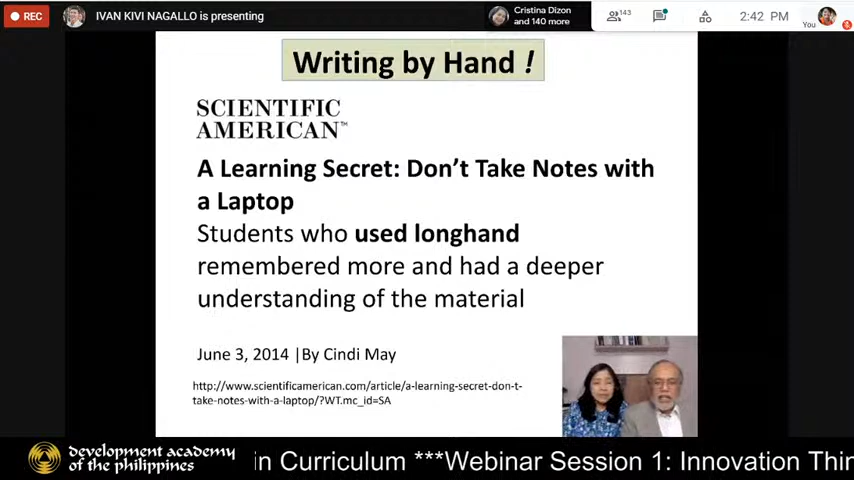 REC
IVAN KIVI NAGALLO is presenting
Cristina Dizon
and 140 more
143
2:42 PM
You
Writing by Hand !
SCIENTIFIC
AMERICAN™
A Learning Secret: Don't Take Notes with
a Laptop
Students who used longhand
remembered more and had a deeper
understanding of the material
June 3, 2014 |By Cindi May
http://www.scientificamerican.com/article/a-learning-secret-don-t-
take-notes-with-a-laptop/?WT.mc_id=SA
development academy
of the philippines
in Curriculum ***Webinar Session 1: Innovation Thin